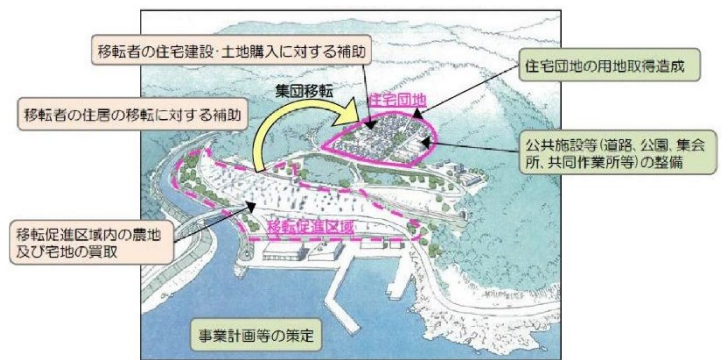 移転者の住宅建設・土地購入に対する補助
住宅団地の用地取得造成
集団移転
住宅団地
移転者の住居の移転に対する補助
公共施設等(道路、公園、集会
所、共同作業所等)の整備
移転促進区域内の農地
及び宅地の買取
移転促進区域
事業計画等の策定